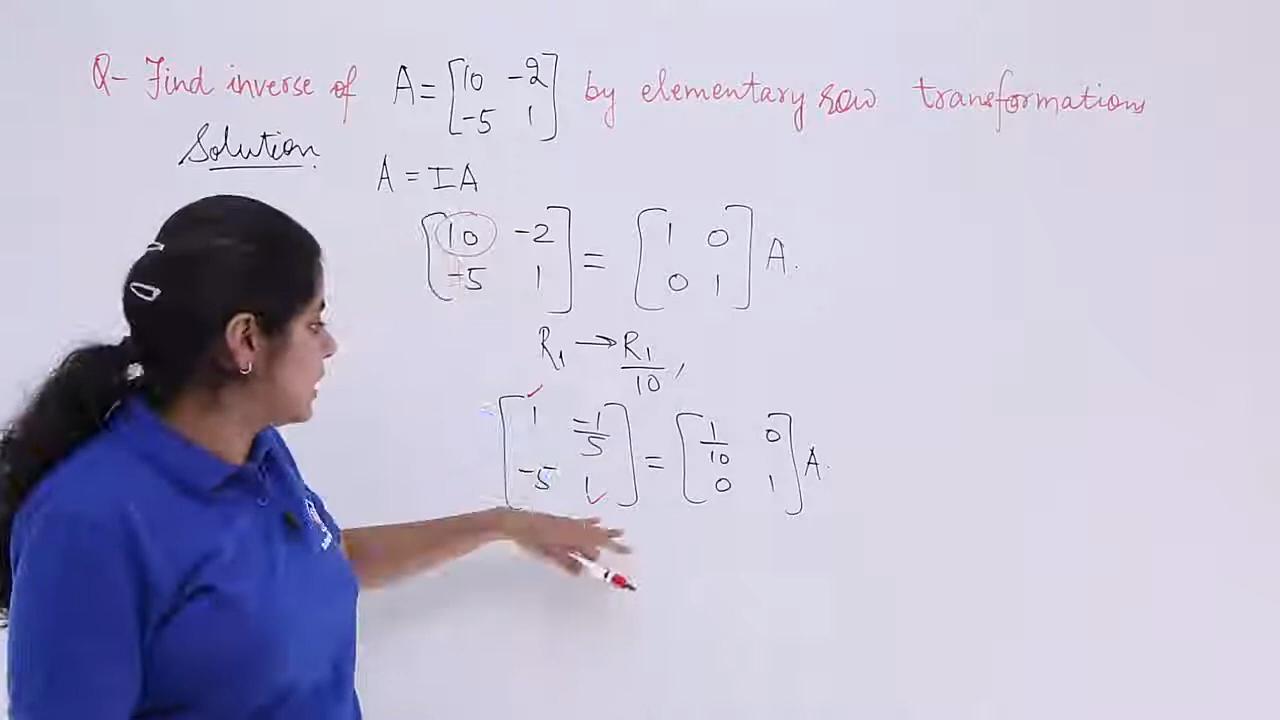 Q- Find inverse of A = [10 -2
-5 1] by elementary row transformations
Solution
A = IA
[10 -2
-5 1] = [1 0
0 1] A.
R₁ → R₁/10,
[1 -1/5
-5 1] = [1/10 0
0 1] A.